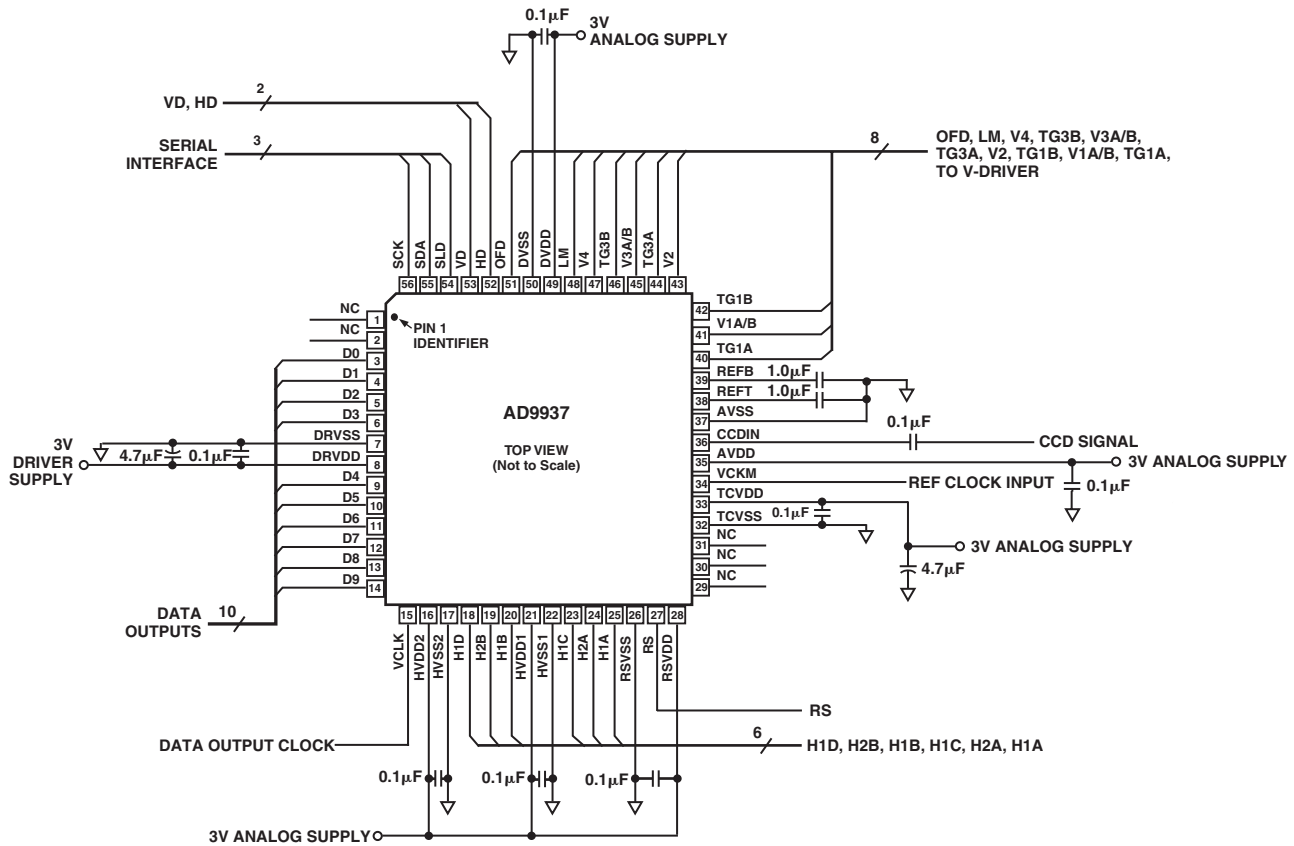 0.1μF
3V
ANALOG SUPPLY
VD, HD
2
SERIAL
INTERFACE
3
8
OFD, LM, V4, TG3B, V3A/B,
TG3A, V2, TG1B, V1A/B, TG1A,
TO V-DRIVER
SCK
SDA
SLD
VD
HD
OFD
DVSS
DVDD
LM
V4
TG3B
V3A/B
TG3A
V2
56 55 54 53 52 51 50 49 48 47 46 45 44 43
NC 1
NC 2
D0 3
D1 4
D2 5
D3 6
DRVSS 7
DRVDD 8
D4 9
D5 10
D6 11
D7 12
D8 13
D9 14
3V
DRIVER
SUPPLY
4.7μF
0.1μF
DATA
OUTPUTS
10
PIN 1
IDENTIFIER
AD9937
TOP VIEW
(Not to Scale)
42 TG1B
41 V1A/B
40 TG1A
39 REFB 1.0μF
38 REFT 1.0μF
37 AVSS
36 CCDIN
0.1μF
CCD SIGNAL
35 AVDD
3V ANALOG SUPPLY
34 VCKM
REF CLOCK INPUT
0.1μF
33 TCVDD
0.1μF
32 TCVSS
31 NC
30 NC
29 NC
3V ANALOG SUPPLY
4.7μF
15 16 17 18 19 20 21 22 23 24 25 26 27 28
VCLK
HVDD2
HVSS2
H1D
H2B
H1B
HVDD1
HVSS1
H1C
H2A
H1A
RSVSS
RS
RSVDD
RS
DATA OUTPUT CLOCK
6
H1D, H2B, H1B, H1C, H2A, H1A
0.1μF
0.1μF
0.1μF
3V ANALOG SUPPLY